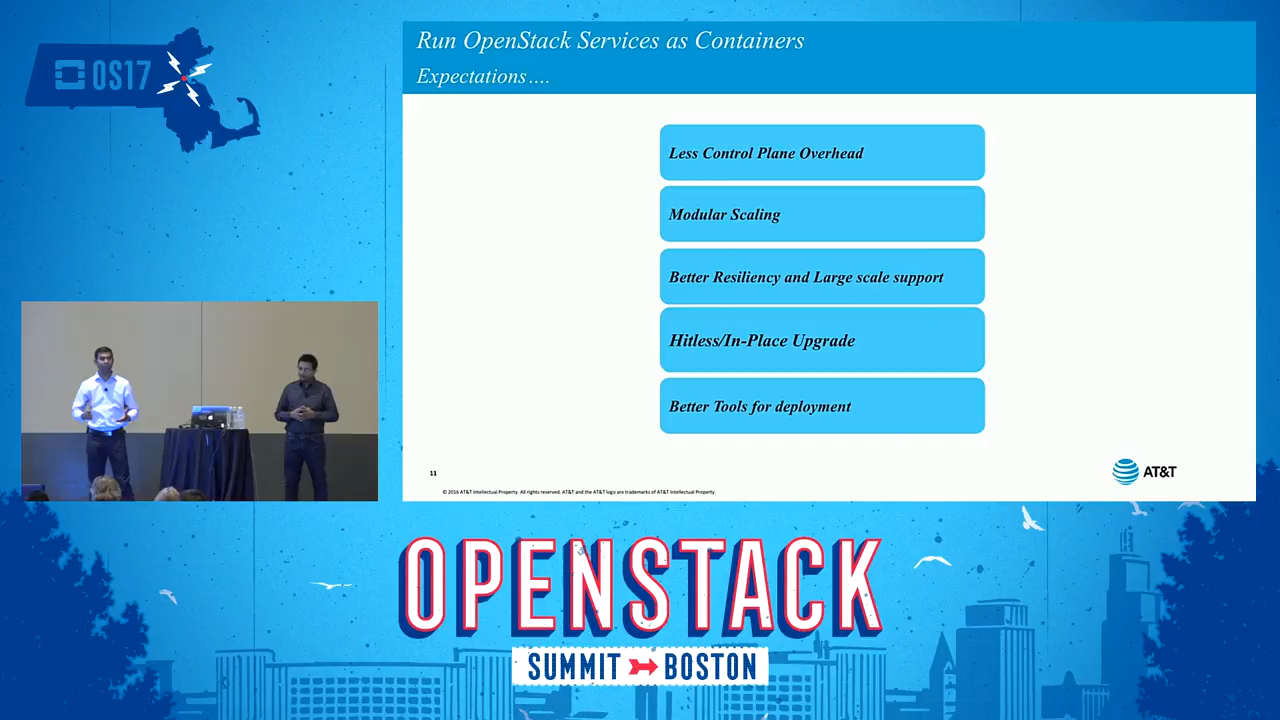 OS17
Run OpenStack Services as Containers
Expectations....
Less Control Plane Overhead
Modular Scaling
Better Resiliency and Large scale support
Hitless/In-Place Upgrade
Better Tools for deployment
11
© 2016 AT&T Intellectual Property. All rights reserved. AT&T and the AT&T logo are trademarks of AT&T Intellectual Property.
AT&T
OPENSTACK
SUMMIT BOSTON